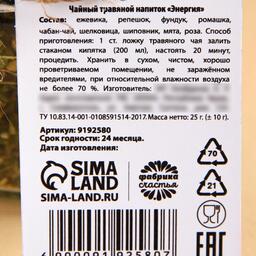 Чайный травяной напиток «Энергия»
Состав: ежевика, репешок, фундук, ромашка,
чабан-чай, шелковица, шиповник, мята, роза. Способ
приготовления: 1 ст. ложку травяного чая залить
стаканом кипятка (200 мл), настоять 20 минут,
процедить. Хранить в сухом, чистом, хорошо
проветриваемом помещении, не заражённом
вредителями, при относительной влажности воздуха
не более 70 %. Изготовитель:
ТУ 10.83.14-001-0108591514-2017. Масса нетто: 25 г. (± 10 г).
Артикул: 9192580
Срок годности: 24 месяца.
Дата изготовления:
SIMA
LAND
SIMA-LAND.RU
фабрика
счастья
70
21
EAC